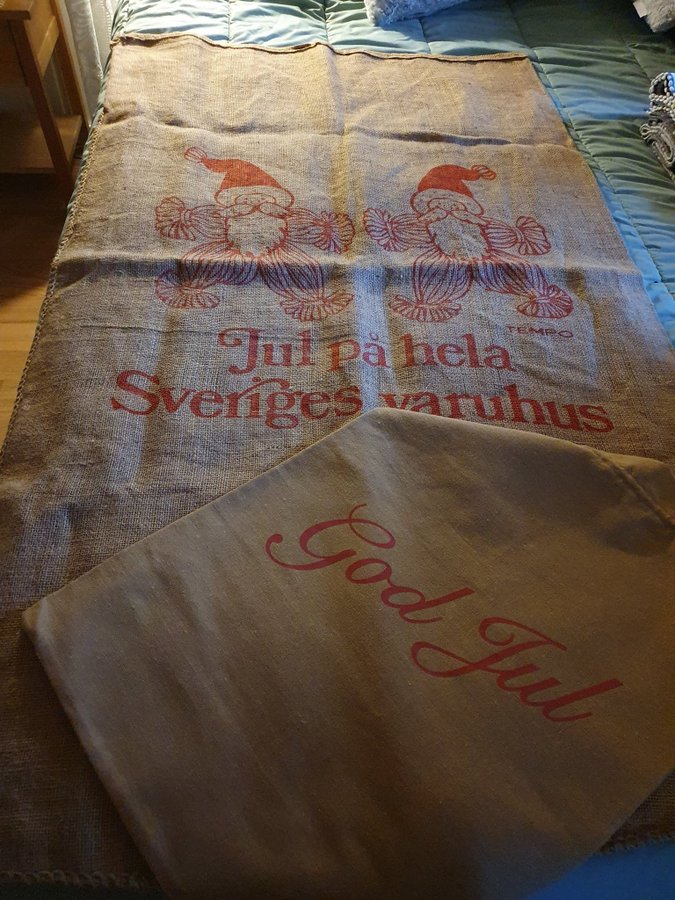 TEMPO
Jul på hela
Sveriges varuhus
God Jul